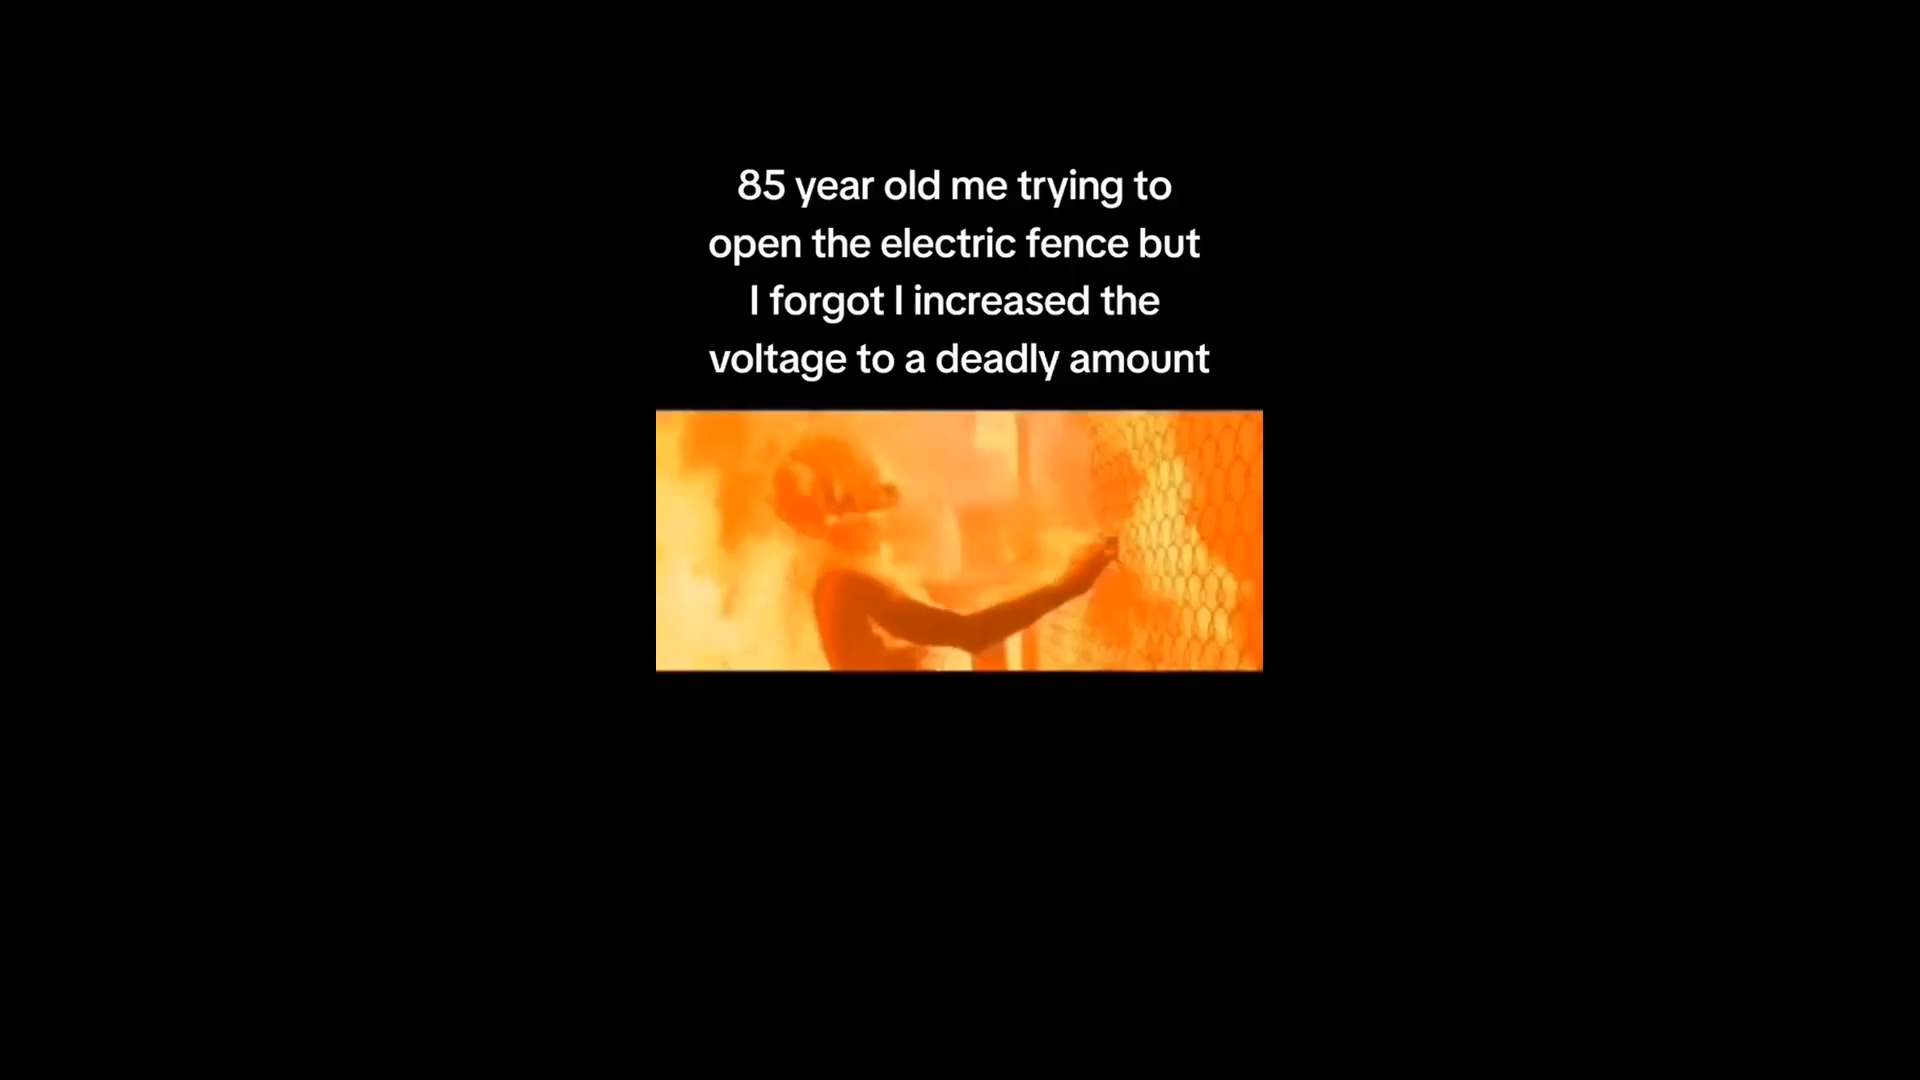 85 year old me trying to
open the electric fence but
I forgot I increased the
voltage to a deadly amount